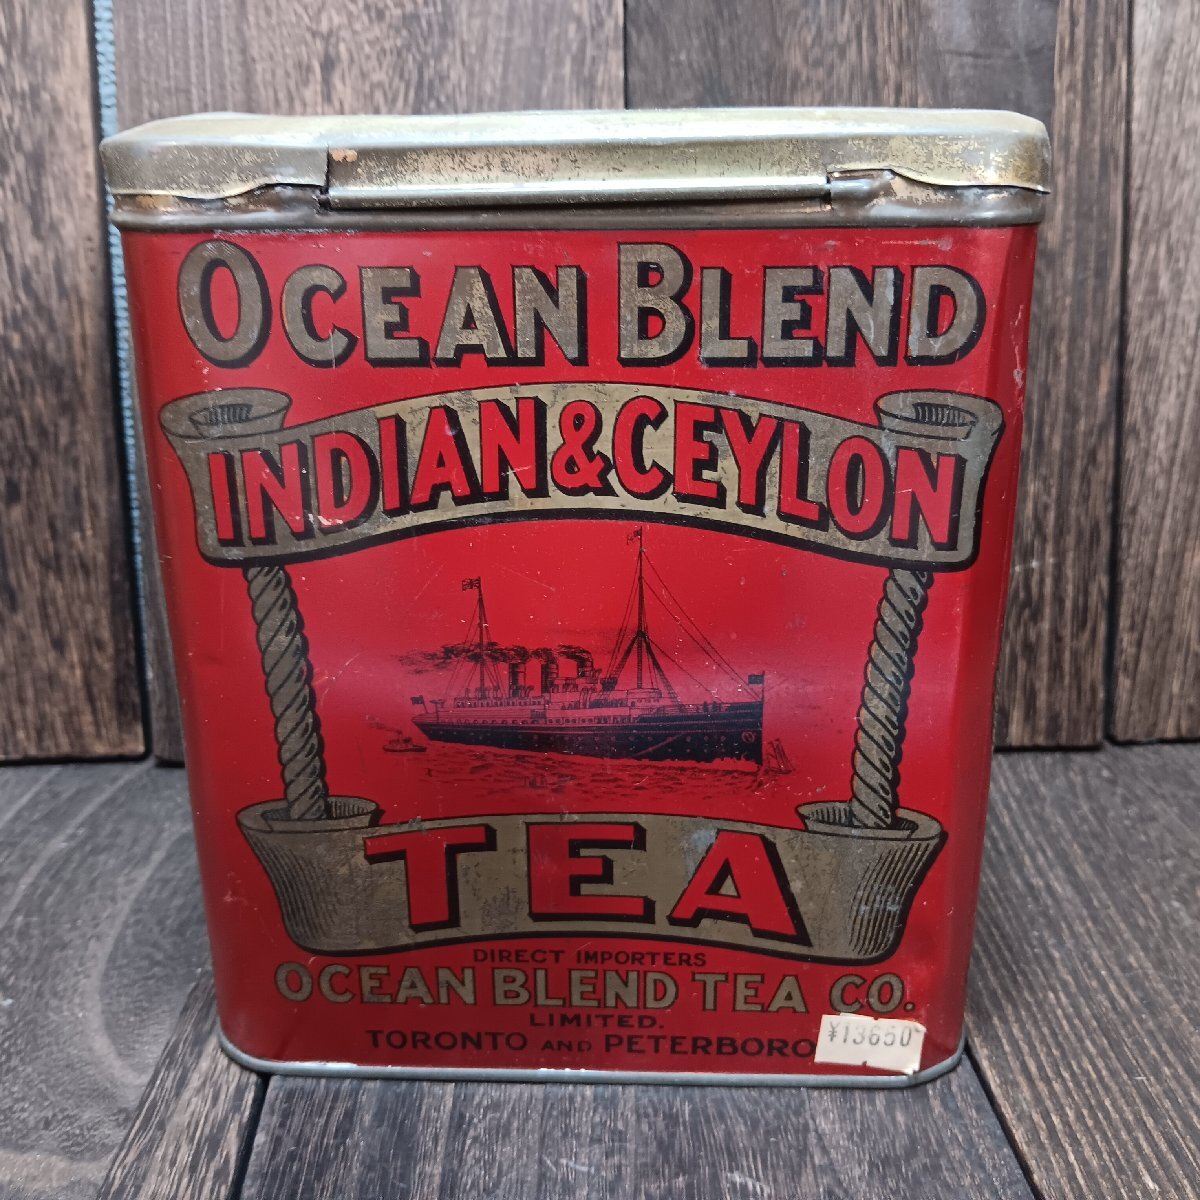 OCEAN BLEND
INDIAN & CEYLON
TEA
DIRECT IMPORTERS
OCEAN BLEND TEA CO.
LIMITED.
TORONTO AND PETERBORO
¥13650